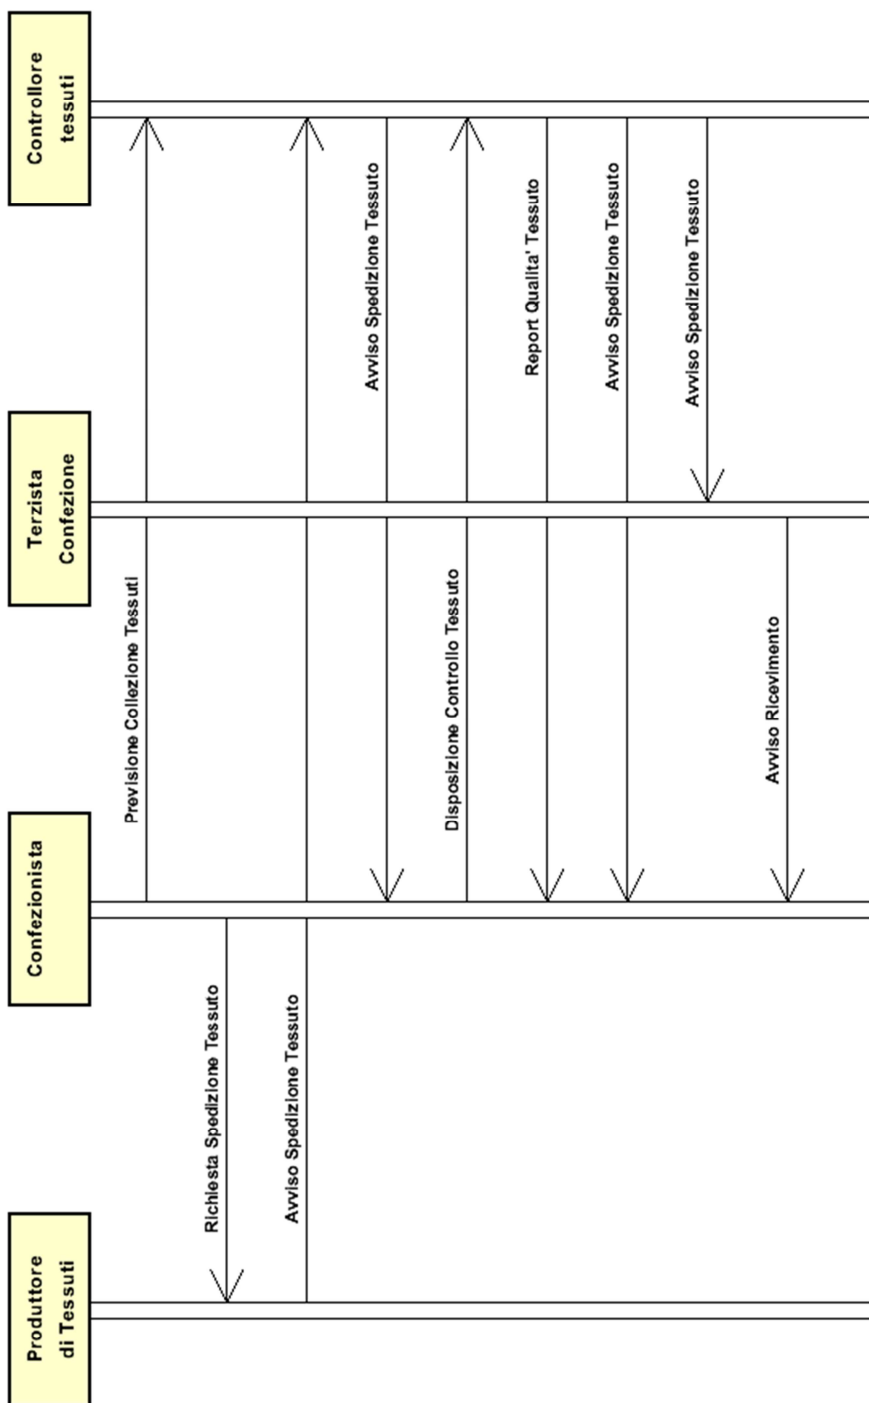 Produttore
di Tessuti
Confezionista
Terzista
Confezione
Controllore
tessuti
Previsione Collezione Tessuti
Richiesta Spedizione Tessuto
Avviso Spedizione Tessuto
Avviso Spedizione Tessuto
Disposizione Controllo Tessuto
Report Qualita' Tessuto
Avviso Spedizione Tessuto
Avviso Spedizione Tessuto
Avviso Ricevimento